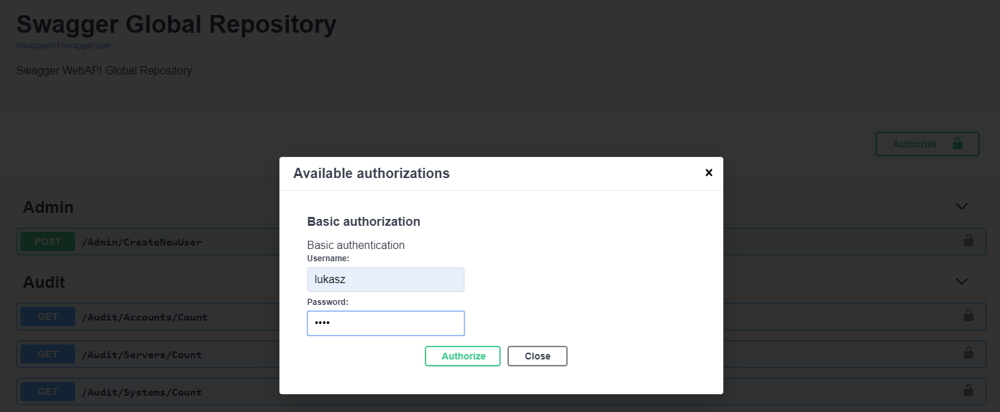 Swagger Global Repository
/swagger/v1/swagger.json
Swagger WebAPI Global Repository
Authorize
Available authorizations x
Admin
Basic authorization
POST /Admin/CreateNewUser
Basic authentication
Username:
lukasz
Audit
Password:
GET /Audit/Accounts/Count
••••
GET /Audit/Servers/Count
Authorize Close
GET /Audit/Systems/Count